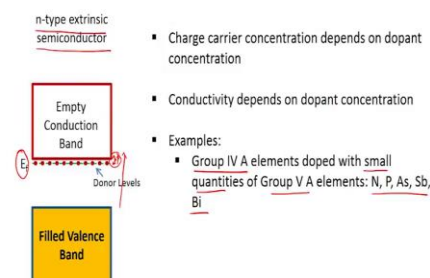 n-type extrinsic
semiconductor
Empty
Conduction
Band
E
Donor Levels
Filled Valence
Band
▪ Charge carrier concentration depends on dopant
concentration
▪ Conductivity depends on dopant concentration
▪ Examples:
▪ Group IV A elements doped with small
quantities of Group V A elements: N, P, As, Sb,
Bi